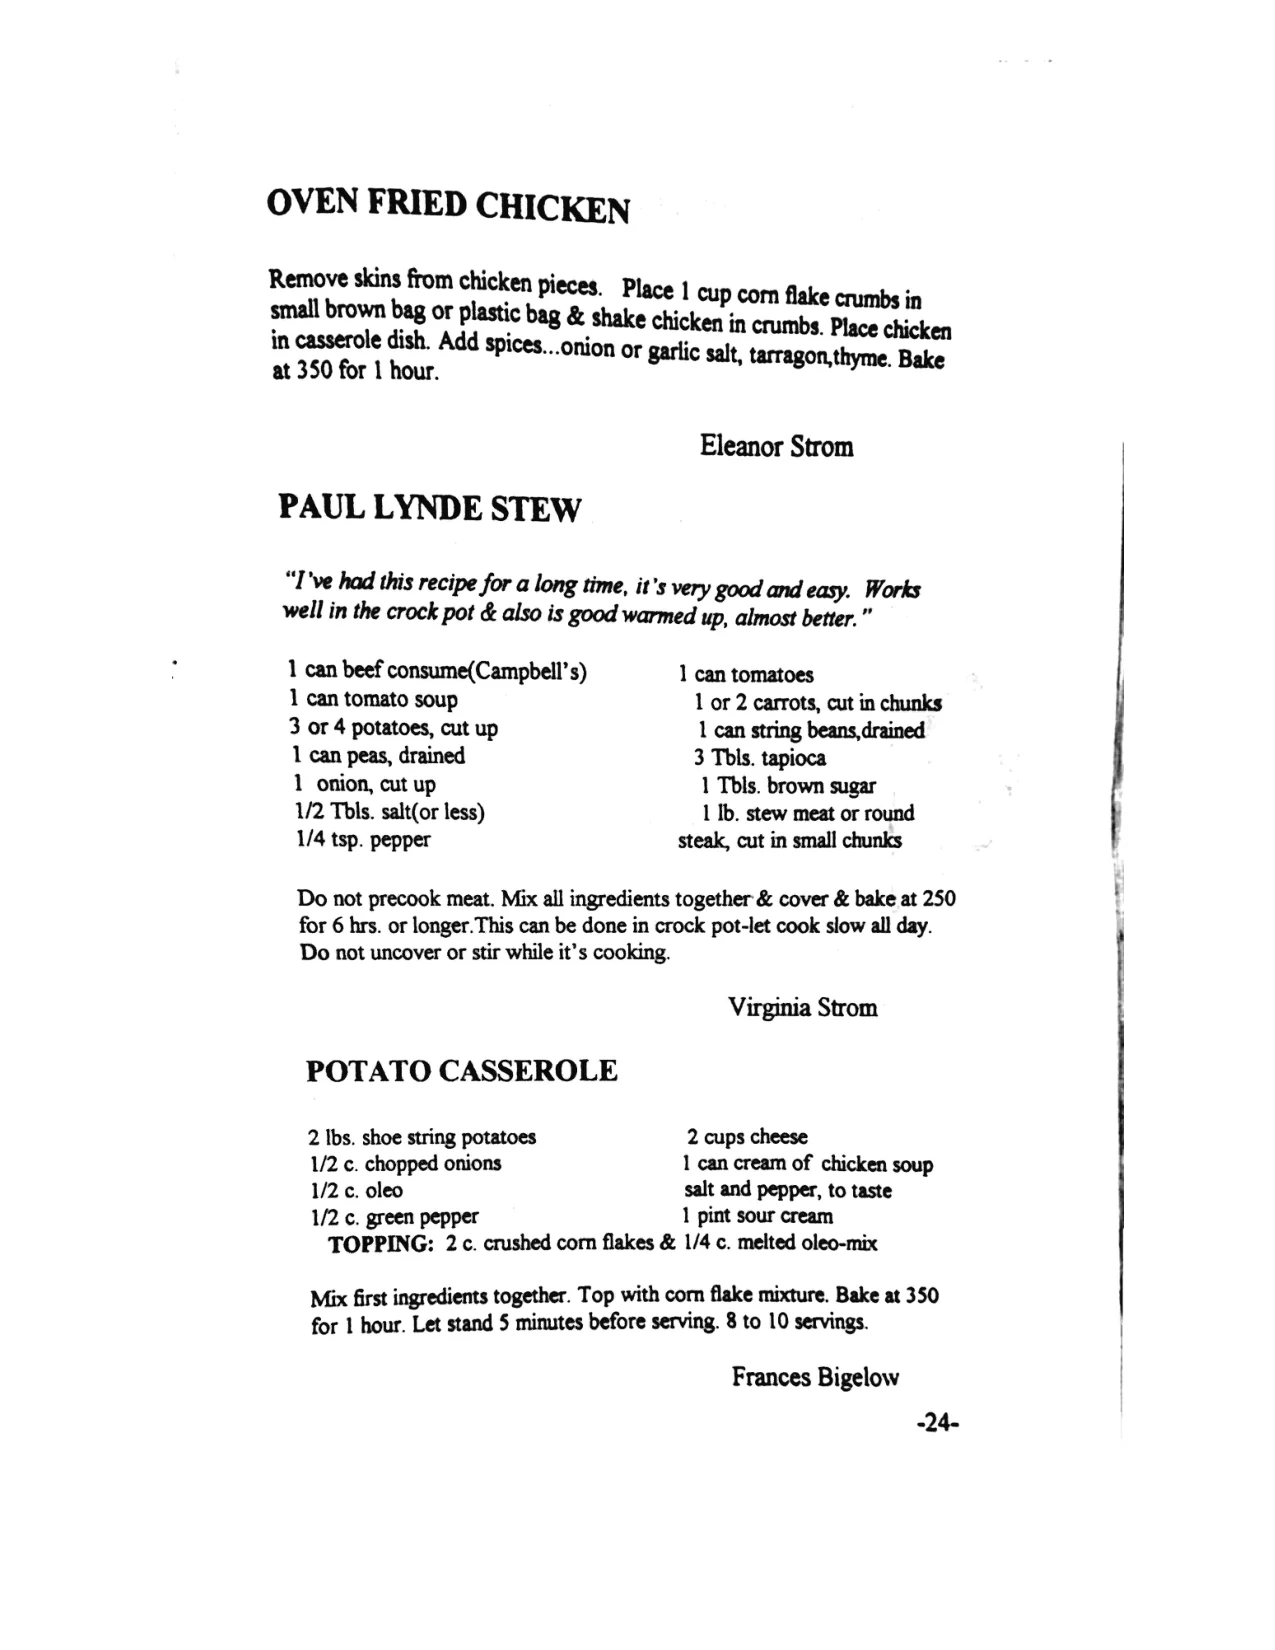 OVEN FRIED CHICKEN
Remove skins from chicken pieces. Place 1 cup corn flake crumbs in
small brown bag or plastic bag & shake chicken in crumbs. Place chicken
in casserole dish. Add spices...onion or garlic salt, tarragon,thyme. Bake
at 350 for 1 hour.
Eleanor Strom
PAUL LYNDE STEW
"I've had this recipe for a long time, it's very good and easy. Works
well in the crock pot & also is good warmed up, almost better."
1 can beef consume(Campbell's) 1 can tomatoes
1 can tomato soup 1 or 2 carrots, cut in chunks
3 or 4 potatoes, cut up 1 can string beans,drained
1 can peas, drained 3 Tbls. tapioca
1 onion, cut up 1 Tbls. brown sugar
1/2 Tbls. salt(or less) 1 lb. stew meat or round
1/4 tsp. pepper steak, cut in small chunks
Do not precook meat. Mix all ingredients together & cover & bake at 250
for 6 hrs. or longer.This can be done in crock pot-let cook slow all day.
Do not uncover or stir while it's cooking.
Virginia Strom
POTATO CASSEROLE
2 lbs. shoe string potatoes 2 cups cheese
1/2 c. chopped onions 1 can cream of chicken soup
1/2 c. oleo salt and pepper, to taste
1/2 c. green pepper 1 pint sour cream
TOPPING: 2 c. crushed corn flakes & 1/4 c. melted oleo-mix
Mix first ingredients together. Top with corn flake mixture. Bake at 350
for 1 hour. Let stand 5 minutes before serving. 8 to 10 servings.
Frances Bigelow
-24-